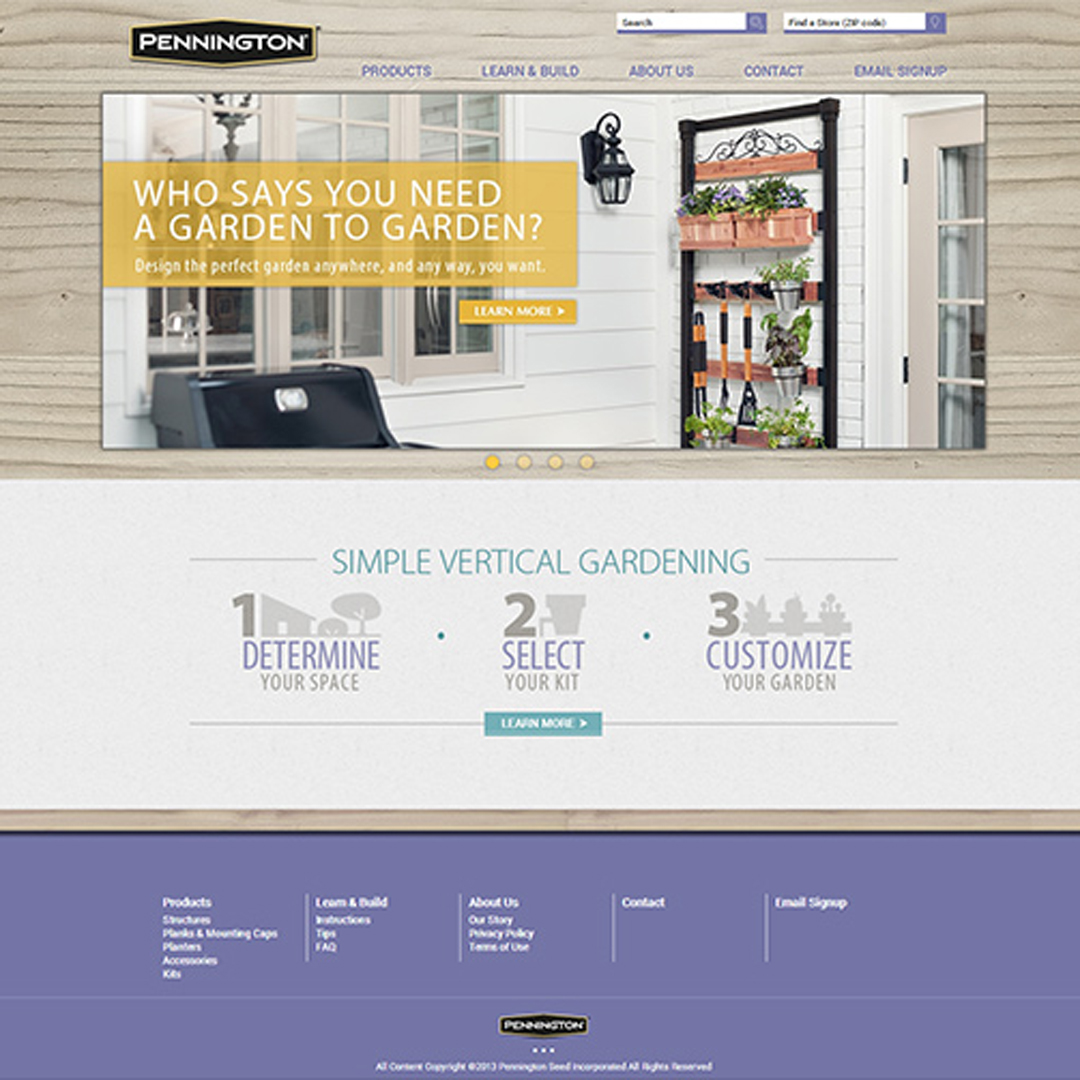 PENNINGTON®
Search
Find a Store (ZIP code)
PRODUCTS
LEARN & BUILD
ABOUT US
CONTACT
EMAIL SIGNUP
WHO SAYS YOU NEED
A GARDEN TO GARDEN?
Design the perfect garden anywhere, and any way, you want.
LEARN MORE >
SIMPLE VERTICAL GARDENING
1
DETERMINE
YOUR SPACE
2
SELECT
YOUR KIT
3
CUSTOMIZE
YOUR GARDEN
LEARN MORE >
Products
Structures
Planks & Mounting Caps
Planters
Accessories
Kits
Learn & Build
Instructions
Tips
FAQ
About Us
Our Story
Privacy Policy
Terms of Use
Contact
Email Signup
PENNINGTON
All Content Copyright ©2013 Pennington Seed Incorporated All Rights Reserved